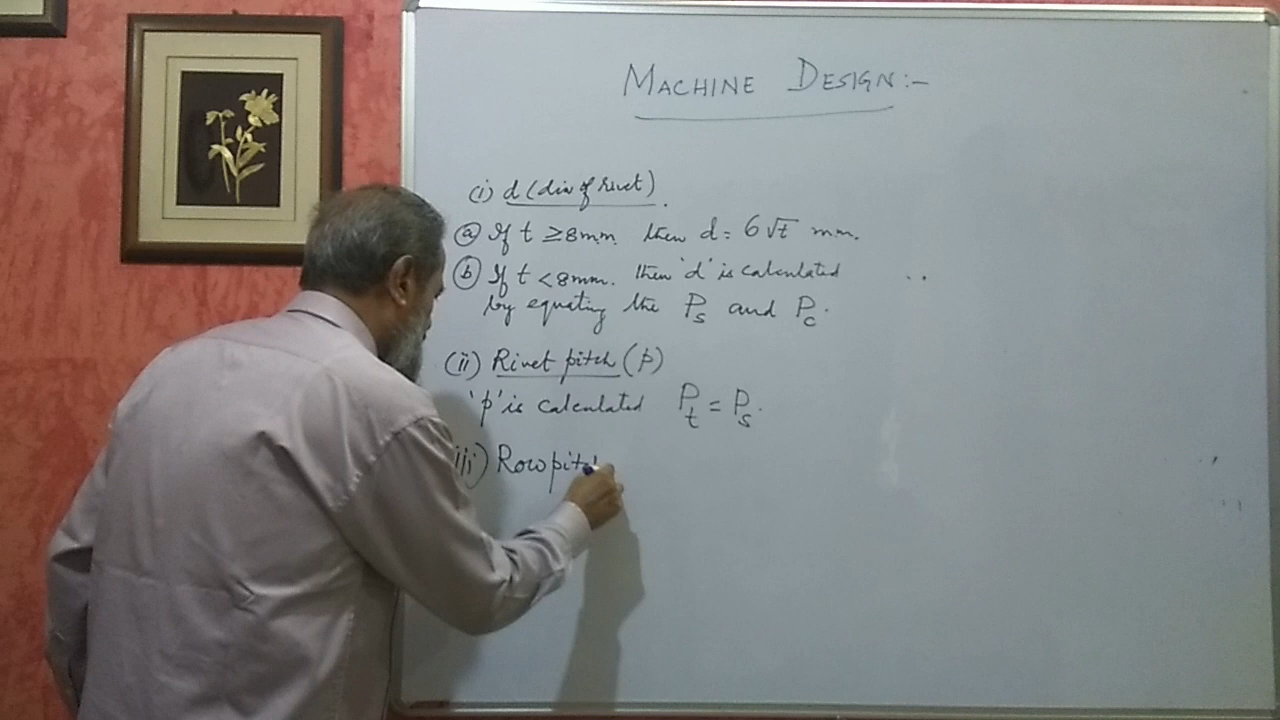 MACHINE DESIGN:-
(i) d (dia of rivet).
(a) If t ≥ 8mm. then d = 6√t mm.
(b) If t < 8mm. then 'd' is calculated
by equating the Ps and Pc.
(ii) Rivet pitch (p)
'p' is calculated Pt = Ps.
iii) Row pitch